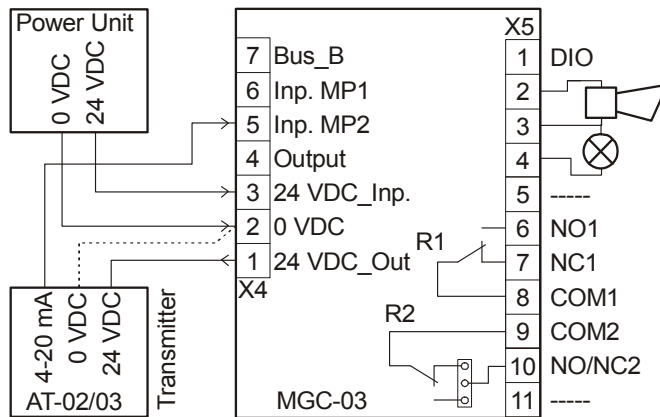 Power Unit
0 VDC
24 VDC
X5
7 Bus_B
6 Inp. MP1
5 Inp. MP2
4 Output
3 24 VDC_Inp.
2 0 VDC
1 24 VDC_Out
X4
4-20 mA
0 VDC
24 VDC
AT-02/03
Transmitter
1 DIO
2
3
4
5 -----
6 NO1
7 NC1
8 COM1
9 COM2
10 NO/NC2
11 -----
R1
R2
MGC-03